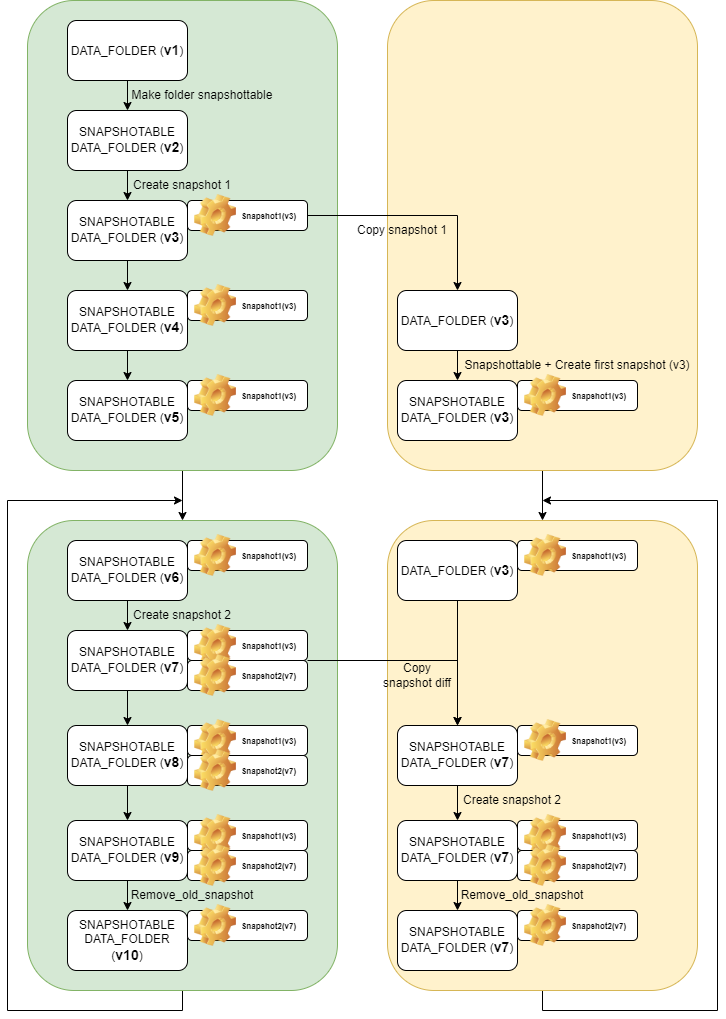 DATA_FOLDER (v1)
Make folder snapshottable
SNAPSHOTABLE
DATA_FOLDER (v2)
Create snapshot 1
SNAPSHOTABLE
DATA_FOLDER (v3)
Snapshot1(v3)
Copy snapshot 1
SNAPSHOTABLE
DATA_FOLDER (v4)
Snapshot1(v3)
DATA_FOLDER (v3)
Snapshottable + Create first snapshot (v3)
SNAPSHOTABLE
DATA_FOLDER (v5)
Snapshot1(v3)
SNAPSHOTABLE
DATA_FOLDER (v3)
Snapshot1(v3)
SNAPSHOTABLE
DATA_FOLDER (v6)
Snapshot1(v3)
DATA_FOLDER (v3)
Snapshot1(v3)
Create snapshot 2
SNAPSHOTABLE
DATA_FOLDER (v7)
Snapshot1(v3)
Snapshot2(v7)
Copy
snapshot diff
SNAPSHOTABLE
DATA_FOLDER (v8)
Snapshot1(v3)
Snapshot2(v7)
SNAPSHOTABLE
DATA_FOLDER (v7)
Snapshot1(v3)
Create snapshot 2
SNAPSHOTABLE
DATA_FOLDER (v9)
Snapshot1(v3)
Snapshot2(v7)
SNAPSHOTABLE
DATA_FOLDER (v7)
Snapshot1(v3)
Snapshot2(v7)
Remove_old_snapshot
Remove_old_snapshot
SNAPSHOTABLE
DATA_FOLDER
(v10)
Snapshot2(v7)
SNAPSHOTABLE
DATA_FOLDER (v7)
Snapshot2(v7)